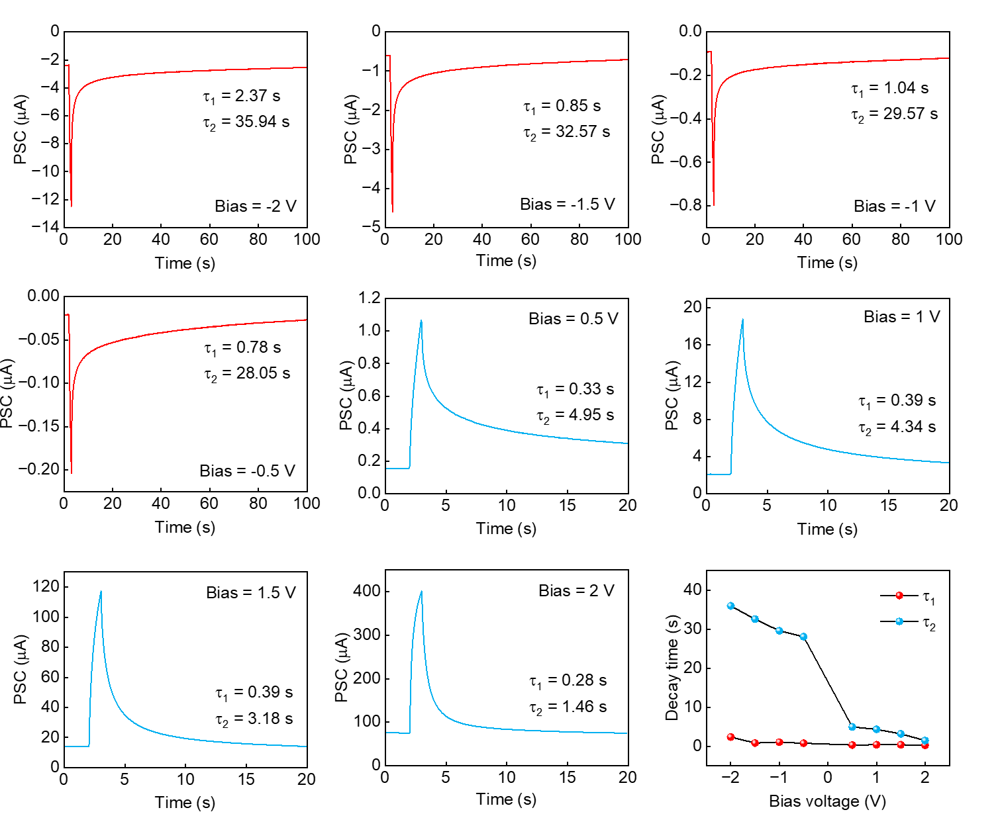 0
−2
−4
−6
−8
−10
−12
−14
0 20 40 60 80 100
PSC (μA)
Time (s)
τ1 = 2.37 s
τ2 = 35.94 s
Bias = -2 V
0
−1
−2
−3
−4
−5
0 20 40 60 80 100
PSC (μA)
Time (s)
τ1 = 0.85 s
τ2 = 32.57 s
Bias = -1.5 V
0.0
−0.2
−0.4
−0.6
−0.8
0 20 40 60 80 100
PSC (μA)
Time (s)
τ1 = 1.04 s
τ2 = 29.57 s
Bias = -1 V
0.00
−0.05
−0.10
−0.15
−0.20
0 20 40 60 80 100
PSC (μA)
Time (s)
τ1 = 0.78 s
τ2 = 28.05 s
Bias = -0.5 V
1.2
1.0
0.8
0.6
0.4
0.2
0.0
0 5 10 15 20
PSC (μA)
Time (s)
Bias = 0.5 V
τ1 = 0.33 s
τ2 = 4.95 s
20
16
12
8
4
0
0 5 10 15 20
PSC (μA)
Time (s)
Bias = 1 V
τ1 = 0.39 s
τ2 = 4.34 s
120
100
80
60
40
20
0
0 5 10 15 20
PSC (μA)
Time (s)
Bias = 1.5 V
τ1 = 0.39 s
τ2 = 3.18 s
400
300
200
100
0
0 5 10 15 20
PSC (μA)
Time (s)
Bias = 2 V
τ1 = 0.28 s
τ2 = 1.46 s
40
30
20
10
0
−2 −1 0 1 2
Decay time (s)
Bias voltage (V)
τ1
τ2